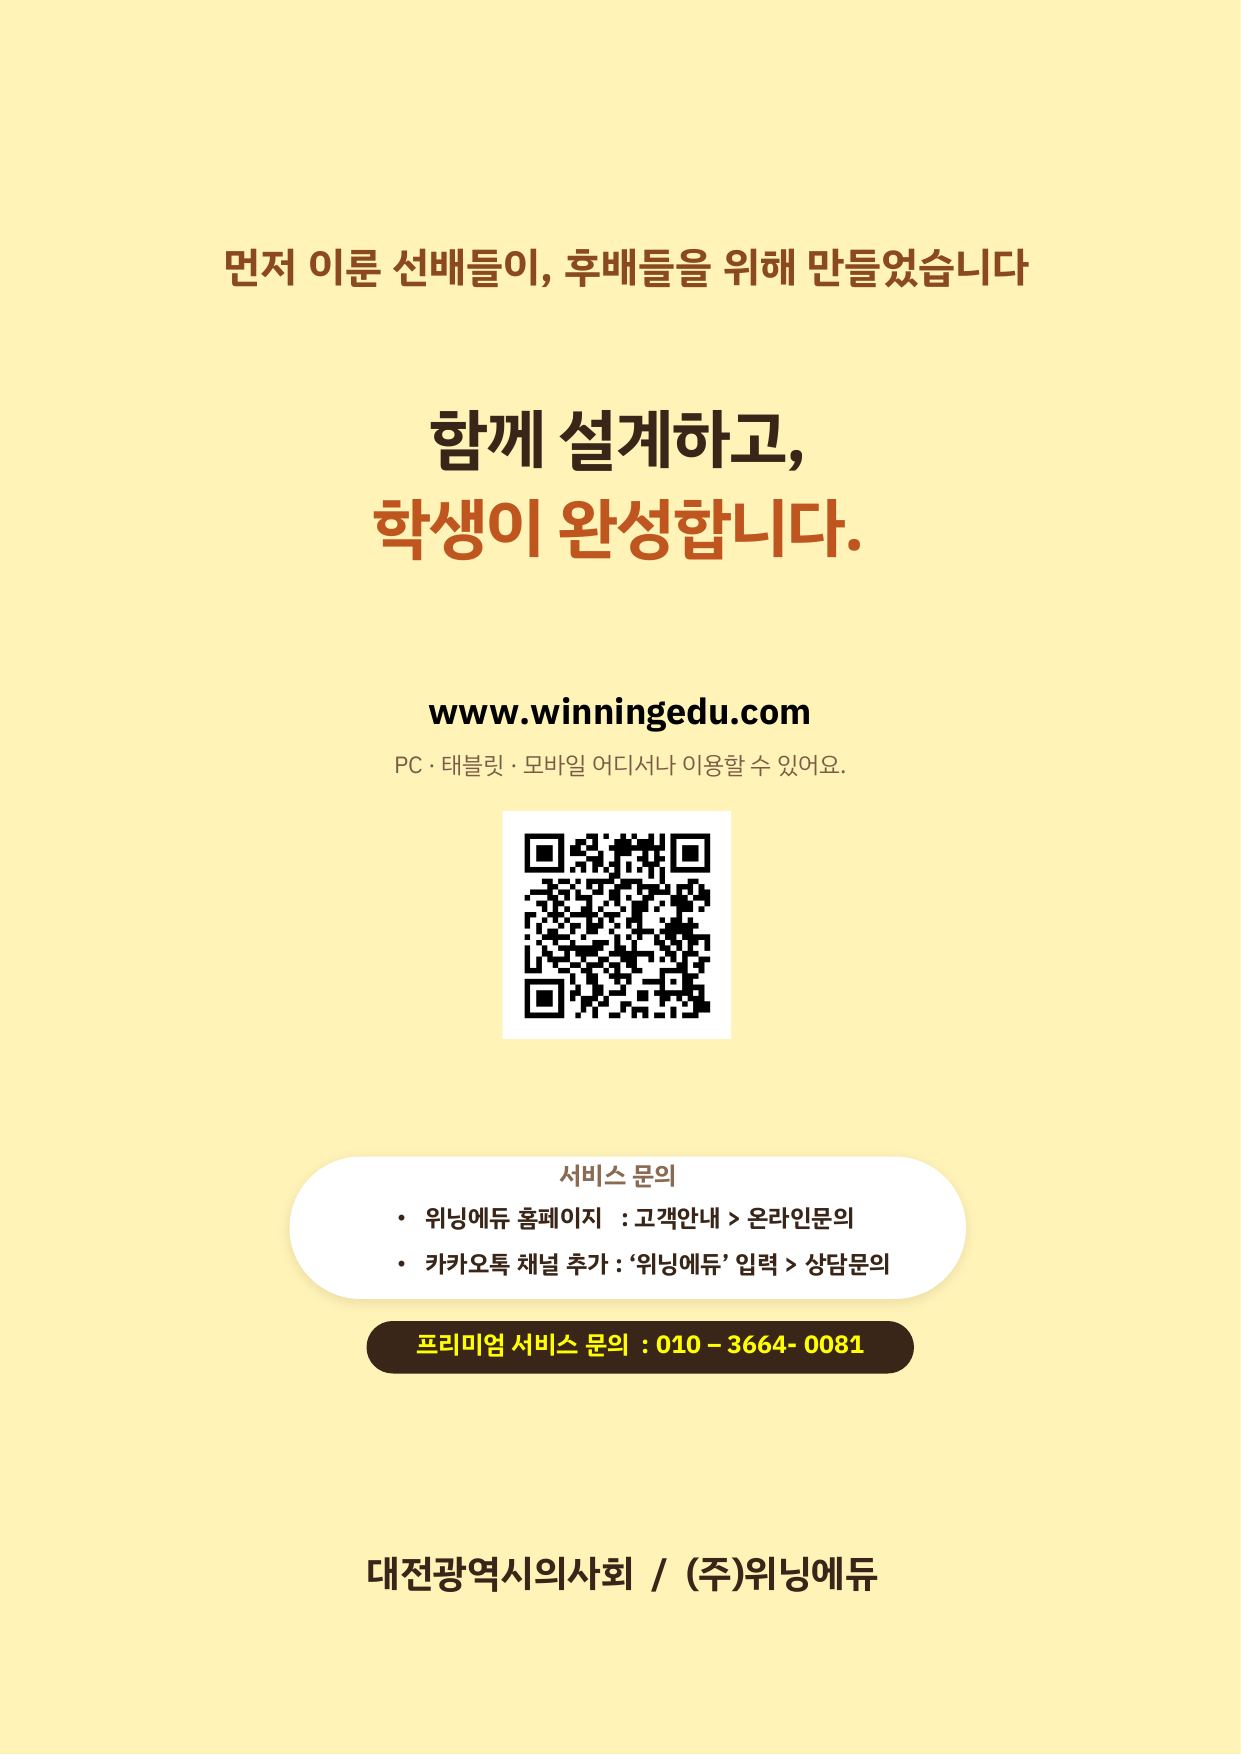 먼저 이룬 선배들이, 후배들을 위해 만들었습니다
함께 설계하고,
학생이 완성합니다.
www.winningedu.com
PC · 태블릿 · 모바일 어디서나 이용할 수 있어요.
서비스 문의
• 위닝에듀 홈페이지 : 고객안내 > 온라인문의
• 카카오톡 채널 추가 : ‘위닝에듀’ 입력 > 상담문의
프리미엄 서비스 문의 : 010 – 3664- 0081
대전광역시의사회 / (주)위닝에듀